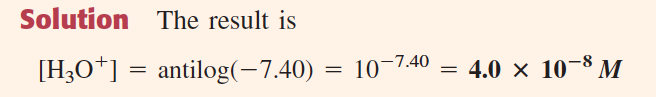 Solution The result is
[H₃O⁺] = antilog(−7.40) = 10⁻⁷·⁴⁰ = 4.0 × 10⁻⁸ M